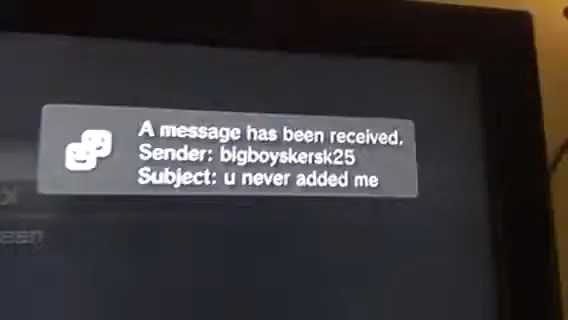 A message has been received.
Sender: bigboyskersk25
Subject: u never added me